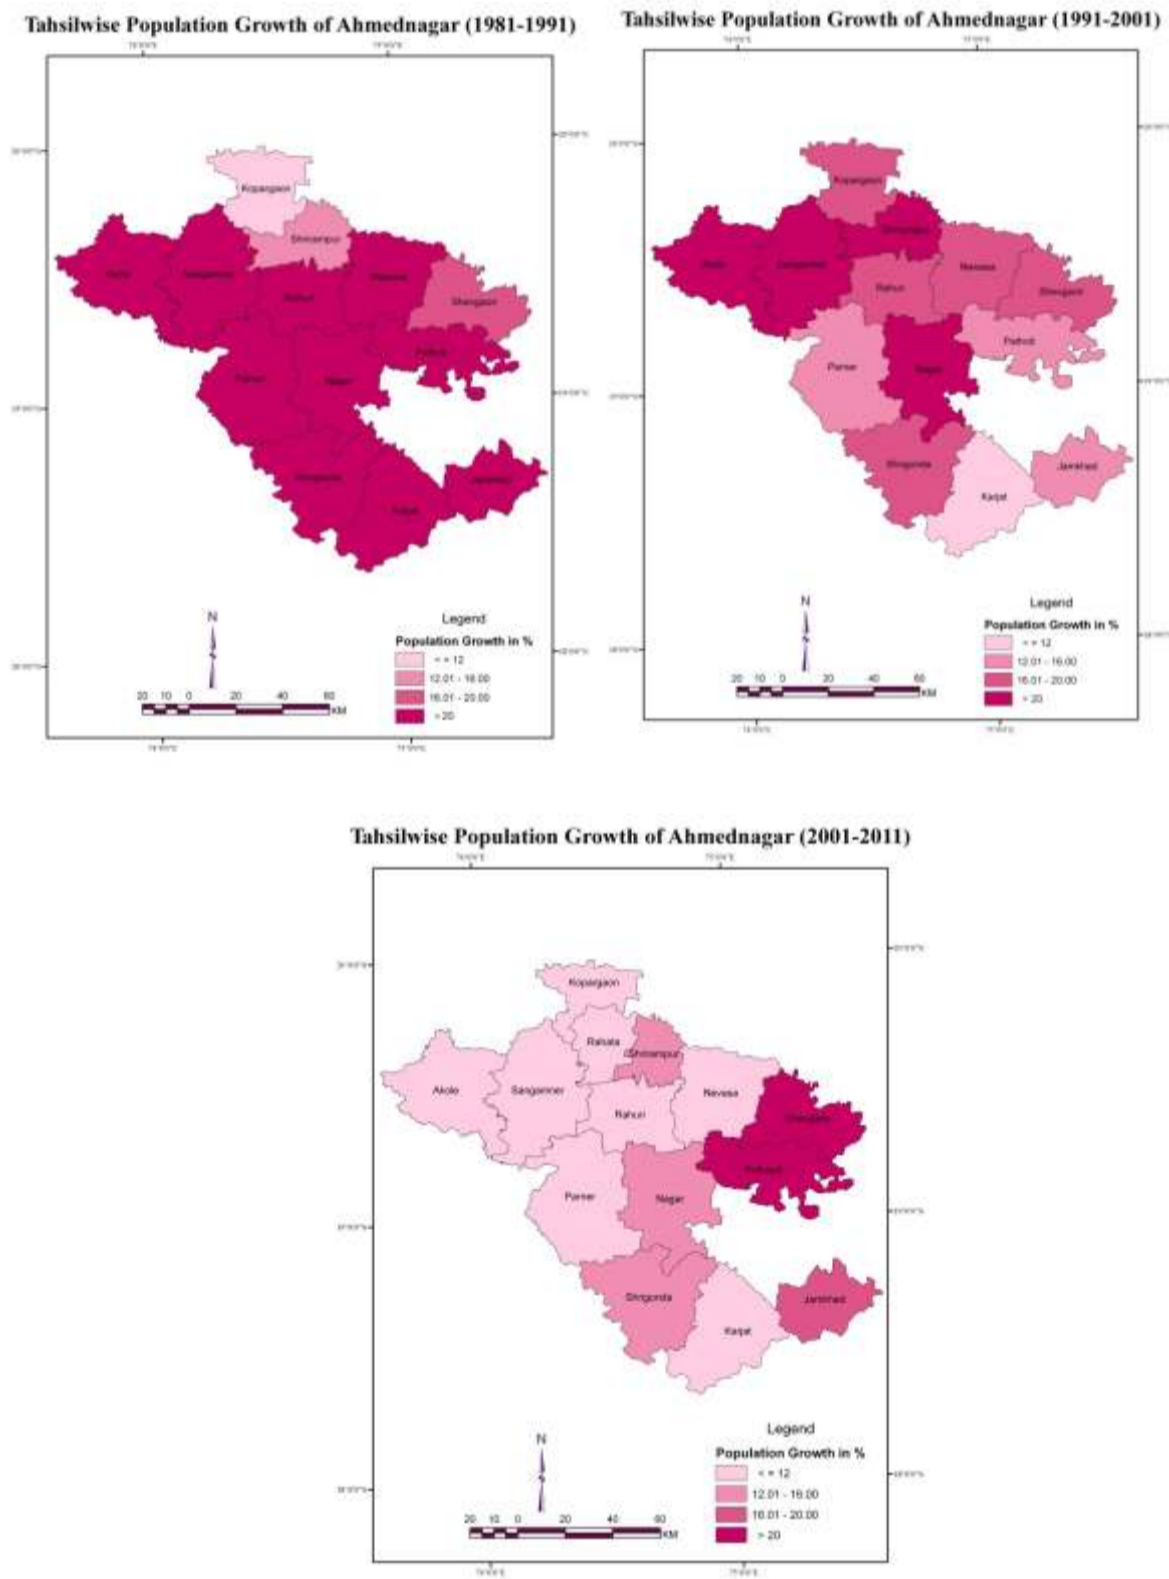 Tahsilwise Population Growth of Ahmednagar (1981-1991)
Kopargaon
Shrirampur
Akole
Sangamner
Rahuri
Nevasa
Shevgaon
Pathrdi
Parner
Nagar
Shrigonda
Karjat
Jamkhed
N
Legend
Population Growth in %
< = 12
12.01 - 16.00
16.01 - 20.00
> 20
20 10 0 20 40 60
KM
Tahsilwise Population Growth of Ahmednagar (1991-2001)
Kopargaon
Shrirampur
Akole
Sangamner
Rahuri
Nevasa
Shevgaon
Parner
Nagar
Pathrdi
Shrigonda
Karjat
Jamkhed
N
Legend
Population Growth in %
< = 12
12.01 - 16.00
16.01 - 20.00
> 20
20 10 0 20 40 60
KM
Tahsilwise Population Growth of Ahmednagar (2001-2011)
Kopargaon
Rahata
Shrirampur
Akole
Sangamner
Rahuri
Nevasa
Shevgaon
Parner
Nagar
Shrigonda
Karjat
Jamkhed
N
Legend
Population Growth in %
< = 12
12.01 - 16.00
16.01 - 20.00
> 20
20 10 0 20 40 60
KM